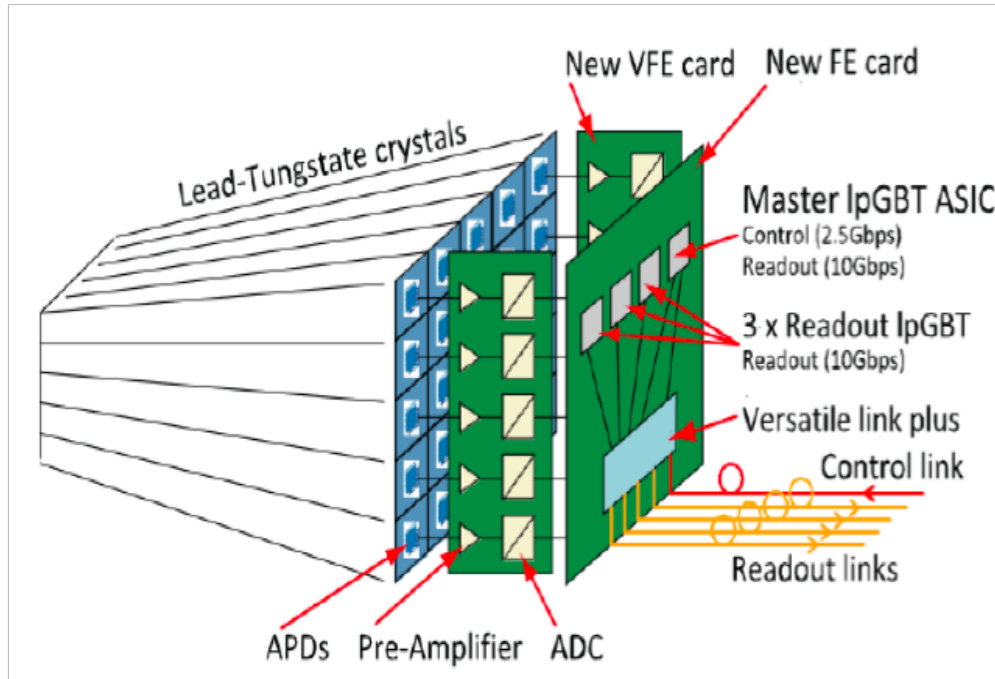 New VFE card
New FE card
Lead-Tungstate crystals
Master lpGBT ASIC
Control (2.5Gbps)
Readout (10Gbps)
3 x Readout lpGBT
Readout (10Gbps)
Versatile link plus
Control link
Readout links
APDs
Pre-Amplifier
ADC